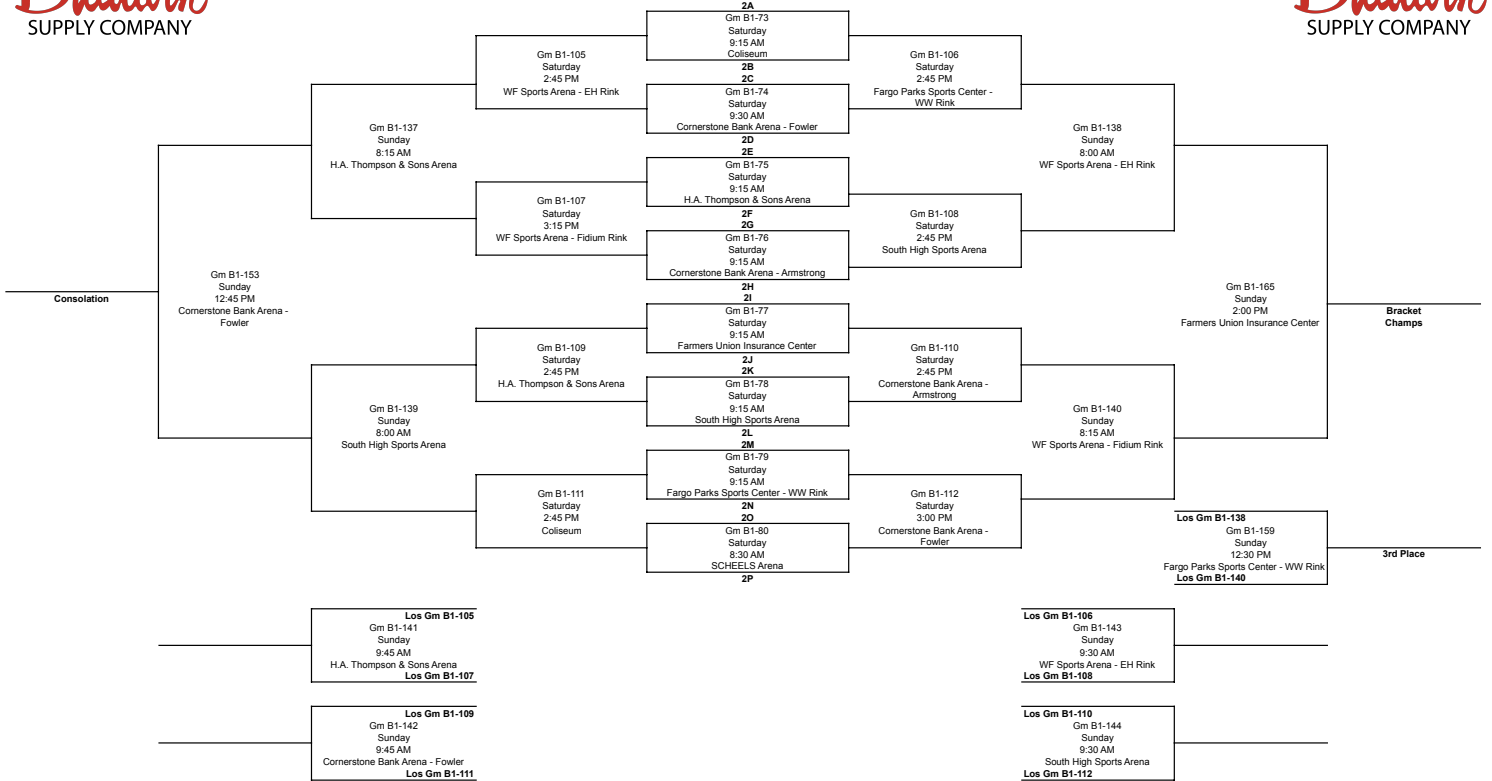 SUPPLY COMPANY
SUPPLY COMPANY
2A
Gm B1-73
Saturday
9:15 AM
Coliseum
2B
2C
Gm B1-74
Saturday
9:30 AM
Cornerstone Bank Arena - Fowler
2D
2E
Gm B1-75
Saturday
9:15 AM
H.A. Thompson & Sons Arena
2F
2G
Gm B1-76
Saturday
9:15 AM
Cornerstone Bank Arena - Armstrong
2H
2I
Gm B1-77
Saturday
9:15 AM
Farmers Union Insurance Center
2J
2K
Gm B1-78
Saturday
9:15 AM
South High Sports Arena
2L
2M
Gm B1-79
Saturday
9:15 AM
Fargo Parks Sports Center - WW Rink
2N
2O
Gm B1-80
Saturday
8:30 AM
SCHEELS Arena
2P
Gm B1-105
Saturday
2:45 PM
WF Sports Arena - EH Rink
Gm B1-107
Saturday
3:15 PM
WF Sports Arena - Fidium Rink
Gm B1-109
Saturday
2:45 PM
H.A. Thompson & Sons Arena
Gm B1-111
Saturday
2:45 PM
Coliseum
Gm B1-137
Sunday
8:15 AM
H.A. Thompson & Sons Arena
Gm B1-139
Sunday
8:00 AM
South High Sports Arena
Gm B1-153
Sunday
12:45 PM
Cornerstone Bank Arena -
Fowler
Consolation
Gm B1-106
Saturday
2:45 PM
Fargo Parks Sports Center -
WW Rink
Gm B1-108
Saturday
2:45 PM
South High Sports Arena
Gm B1-110
Saturday
2:45 PM
Cornerstone Bank Arena -
Armstrong
Gm B1-112
Saturday
3:00 PM
Cornerstone Bank Arena -
Fowler
Gm B1-138
Sunday
8:00 AM
WF Sports Arena - EH Rink
Gm B1-140
Sunday
8:15 AM
WF Sports Arena - Fidium Rink
Gm B1-165
Sunday
2:00 PM
Farmers Union Insurance Center
Bracket
Champs
Los Gm B1-138
Gm B1-159
Sunday
12:30 PM
Fargo Parks Sports Center - WW Rink
Los Gm B1-140
3rd Place
Los Gm B1-105
Gm B1-141
Sunday
9:45 AM
H.A. Thompson & Sons Arena
Los Gm B1-107
Los Gm B1-106
Gm B1-143
Sunday
9:30 AM
WF Sports Arena - EH Rink
Los Gm B1-108
Los Gm B1-109
Gm B1-142
Sunday
9:45 AM
Cornerstone Bank Arena - Fowler
Los Gm B1-111
Los Gm B1-110
Gm B1-144
Sunday
9:30 AM
South High Sports Arena
Los Gm B1-112